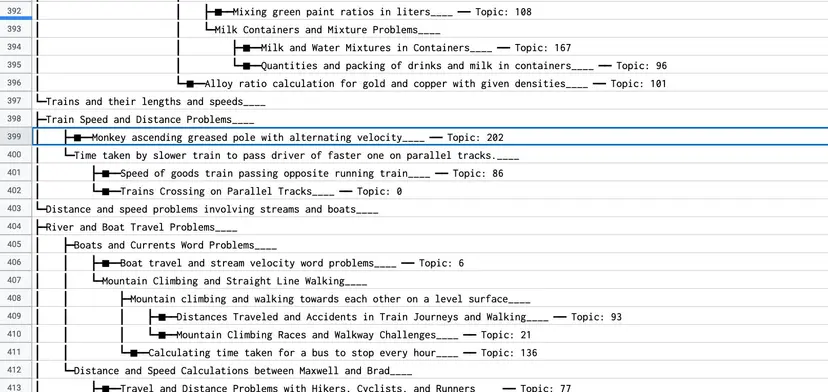 392 ├─■──Mixing green paint ratios in liters____ ── Topic: 108
393 └─Milk Containers and Mixture Problems____
394 ├─■──Milk and Water Mixtures in Containers____ ── Topic: 167
395 └─■──Quantities and packing of drinks and milk in containers____ ── Topic: 96
396 └─■──Alloy ratio calculation for gold and copper with given densities____ ── Topic: 101
397 └─Trains and their lengths and speeds____
398 ├─Train Speed and Distance Problems____
399 ├─■──Monkey ascending greased pole with alternating velocity____ ── Topic: 202
400 └─Time taken by slower train to pass driver of faster one on parallel tracks.____
401 ├─■──Speed of goods train passing opposite running train____ ── Topic: 86
402 └─■──Trains Crossing on Parallel Tracks____ ── Topic: 0
403 └─Distance and speed problems involving streams and boats____
404 ├─River and Boat Travel Problems____
405 ├─Boats and Currents Word Problems____
406 ├─■──Boat travel and stream velocity word problems____ ── Topic: 6
407 └─Mountain Climbing and Straight Line Walking____
408 ├─Mountain climbing and walking towards each other on a level surface____
409 ├─■──Distances Traveled and Accidents in Train Journeys and Walking____ ── Topic: 93
410 └─■──Mountain Climbing Races and Walkway Challenges____ ── Topic: 21
411 └─■──Calculating time taken for a bus to stop every hour____ ── Topic: 136
412 └─Distance and Speed Calculations between Maxwell and Brad____
413 ├─■──Travel and Distance Problems with Hikers, Cyclists, and Runners____ ── Topic: 77